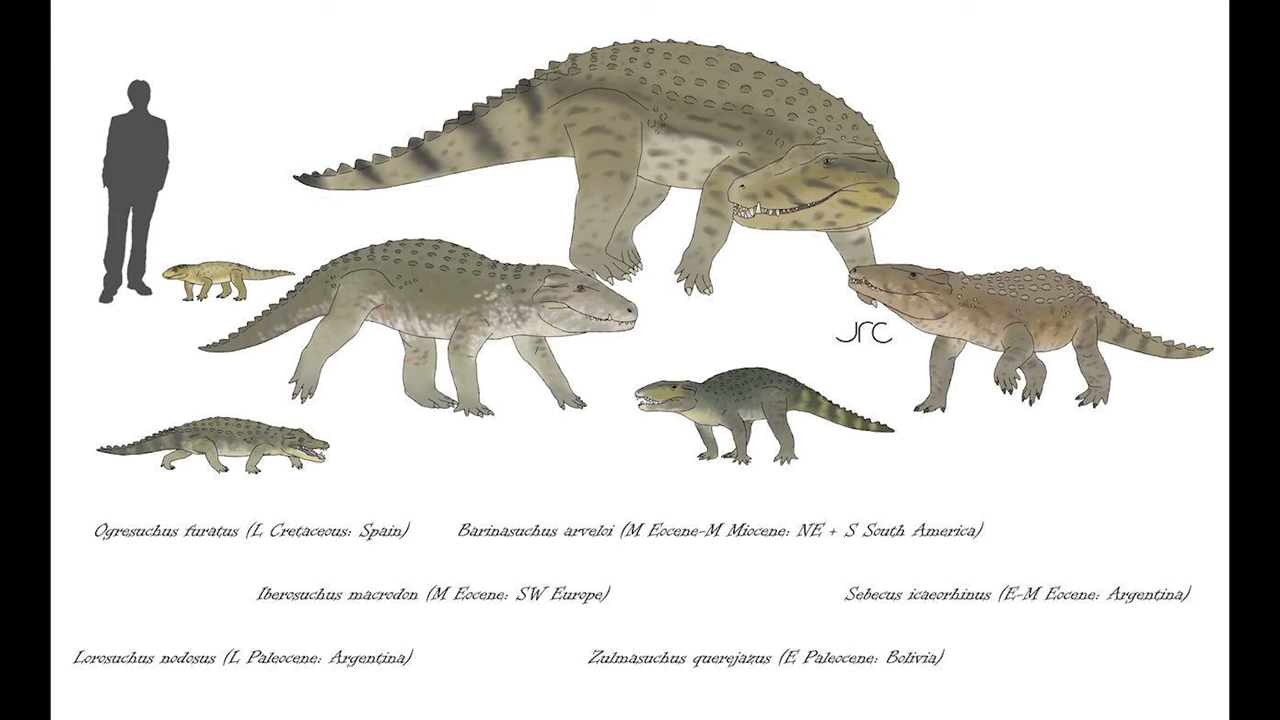 JRC
Ogresuchus furatus (L Cretaceous: Spain) Barinasuchus arveloi (M Eocene-M Miocene: NE + S South America)
Iberosuchus macrodon (M Eocene: SW Europe) Sebecus icaeorhinus (E-M Eocene: Argentina)
Lorosuchus nodosus (L Paleocene: Argentina) Zulmasuchus querejazus (E Paleocene: Bolivia)